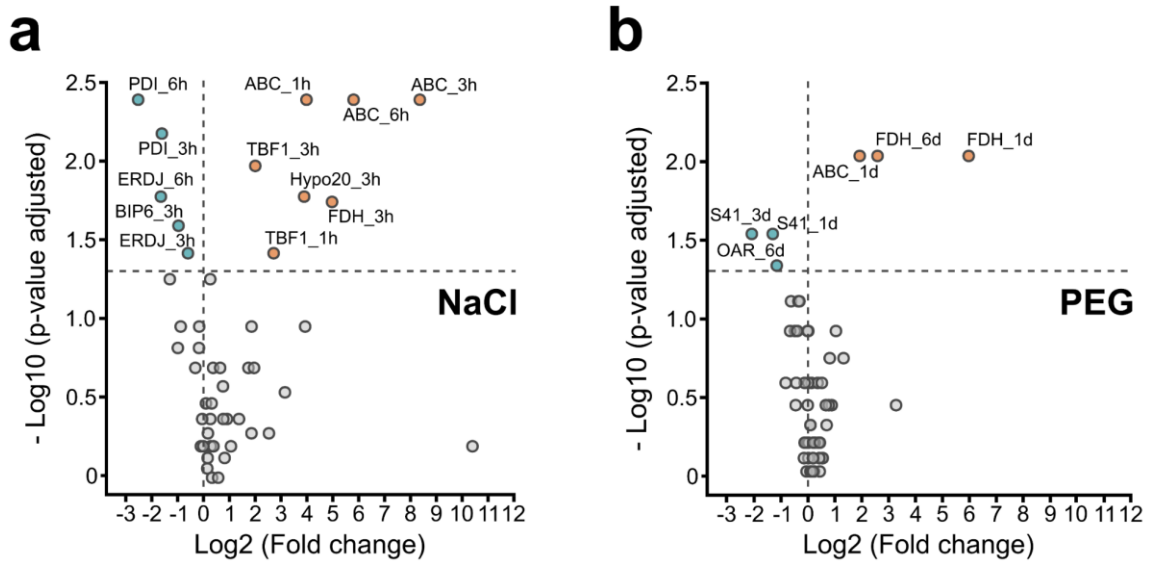 a
2.5
2.0
1.5
1.0
0.5
0
- Log10 (p-value adjusted)
PDI_6h
ABC_1h
ABC_3h
ABC_6h
PDI_3h
TBF1_3h
ERDJ_6h
Hypo20_3h
BIP6_3h
FDH_3h
ERDJ_3h
TBF1_1h
NaCl
-3 -2 -1 0 1 2 3 4 5 6 7 8 9 10 11 12
Log2 (Fold change)
b
2.5
2.0
1.5
1.0
0.5
0
- Log10 (p-value adjusted)
FDH_6d
FDH_1d
ABC_1d
S41_3d
S41_1d
OAR_6d
PEG
-3 -2 -1 0 1 2 3 4 5 6 7 8 9 10 11 12
Log2 (Fold change)